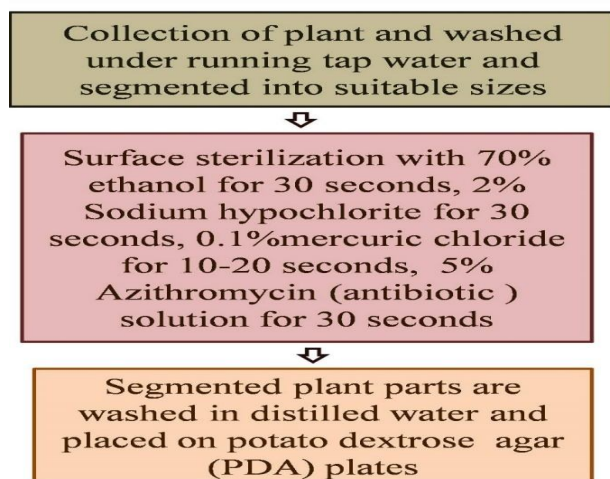 Collection of plant and washed
under running tap water and
segmented into suitable sizes
Surface sterilization with 70%
ethanol for 30 seconds, 2%
Sodium hypochlorite for 30
seconds, 0.1%mercuric chloride
for 10-20 seconds, 5%
Azithromycin (antibiotic )
solution for 30 seconds
Segmented plant parts are
washed in distilled water and
placed on potato dextrose agar
(PDA) plates